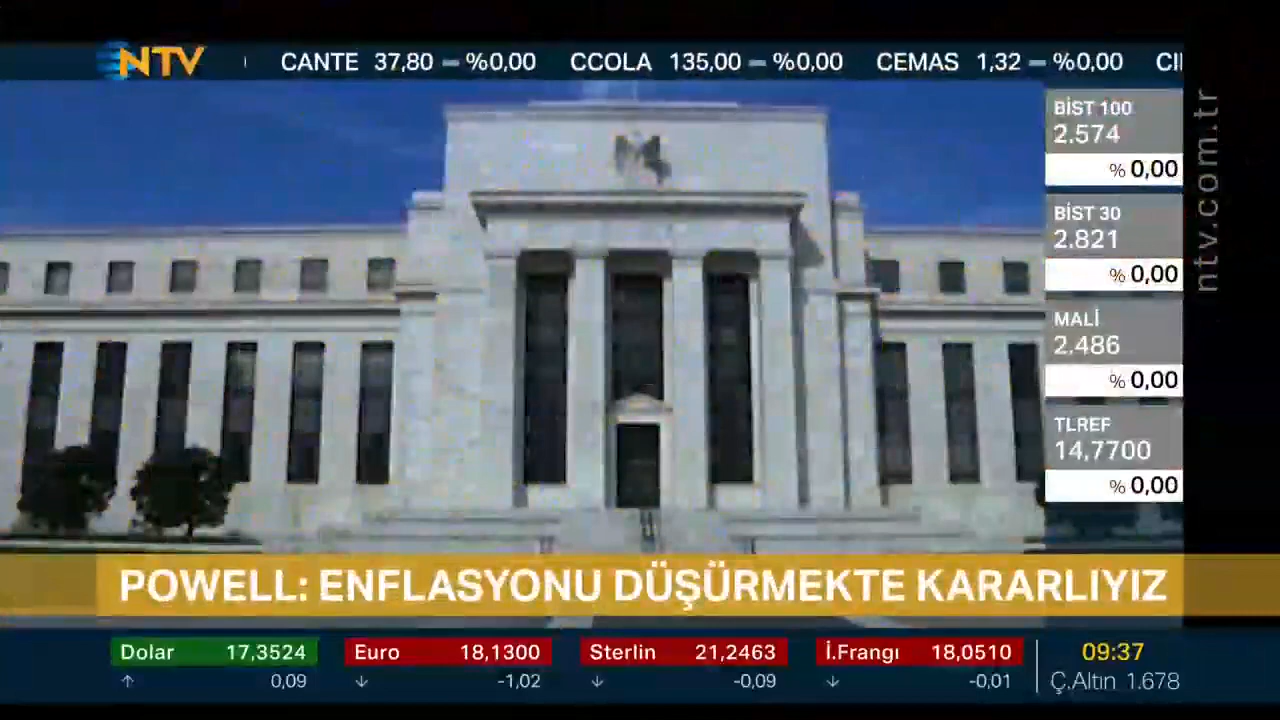 NTV
CANTE 37,80 – %0,00 CCOLA 135,00 – %0,00 CEMAS 1,32 – %0,00
BİST 100
2.574
% 0,00
BİST 30
2.821
% 0,00
MALİ
2.486
% 0,00
TLREF
14,7700
% 0,00
ntv.com.tr
POWELL: ENFLASYONU DÜŞÜRMEKTE KARARLIYIZ
Dolar 17,3524 Euro 18,1300 Sterlin 21,2463 İ.Frangı 18,0510 09:37
↑ 0,09 ↓ -1,02 ↓ -0,09 ↓ -0,01 Ç.Altın 1.678